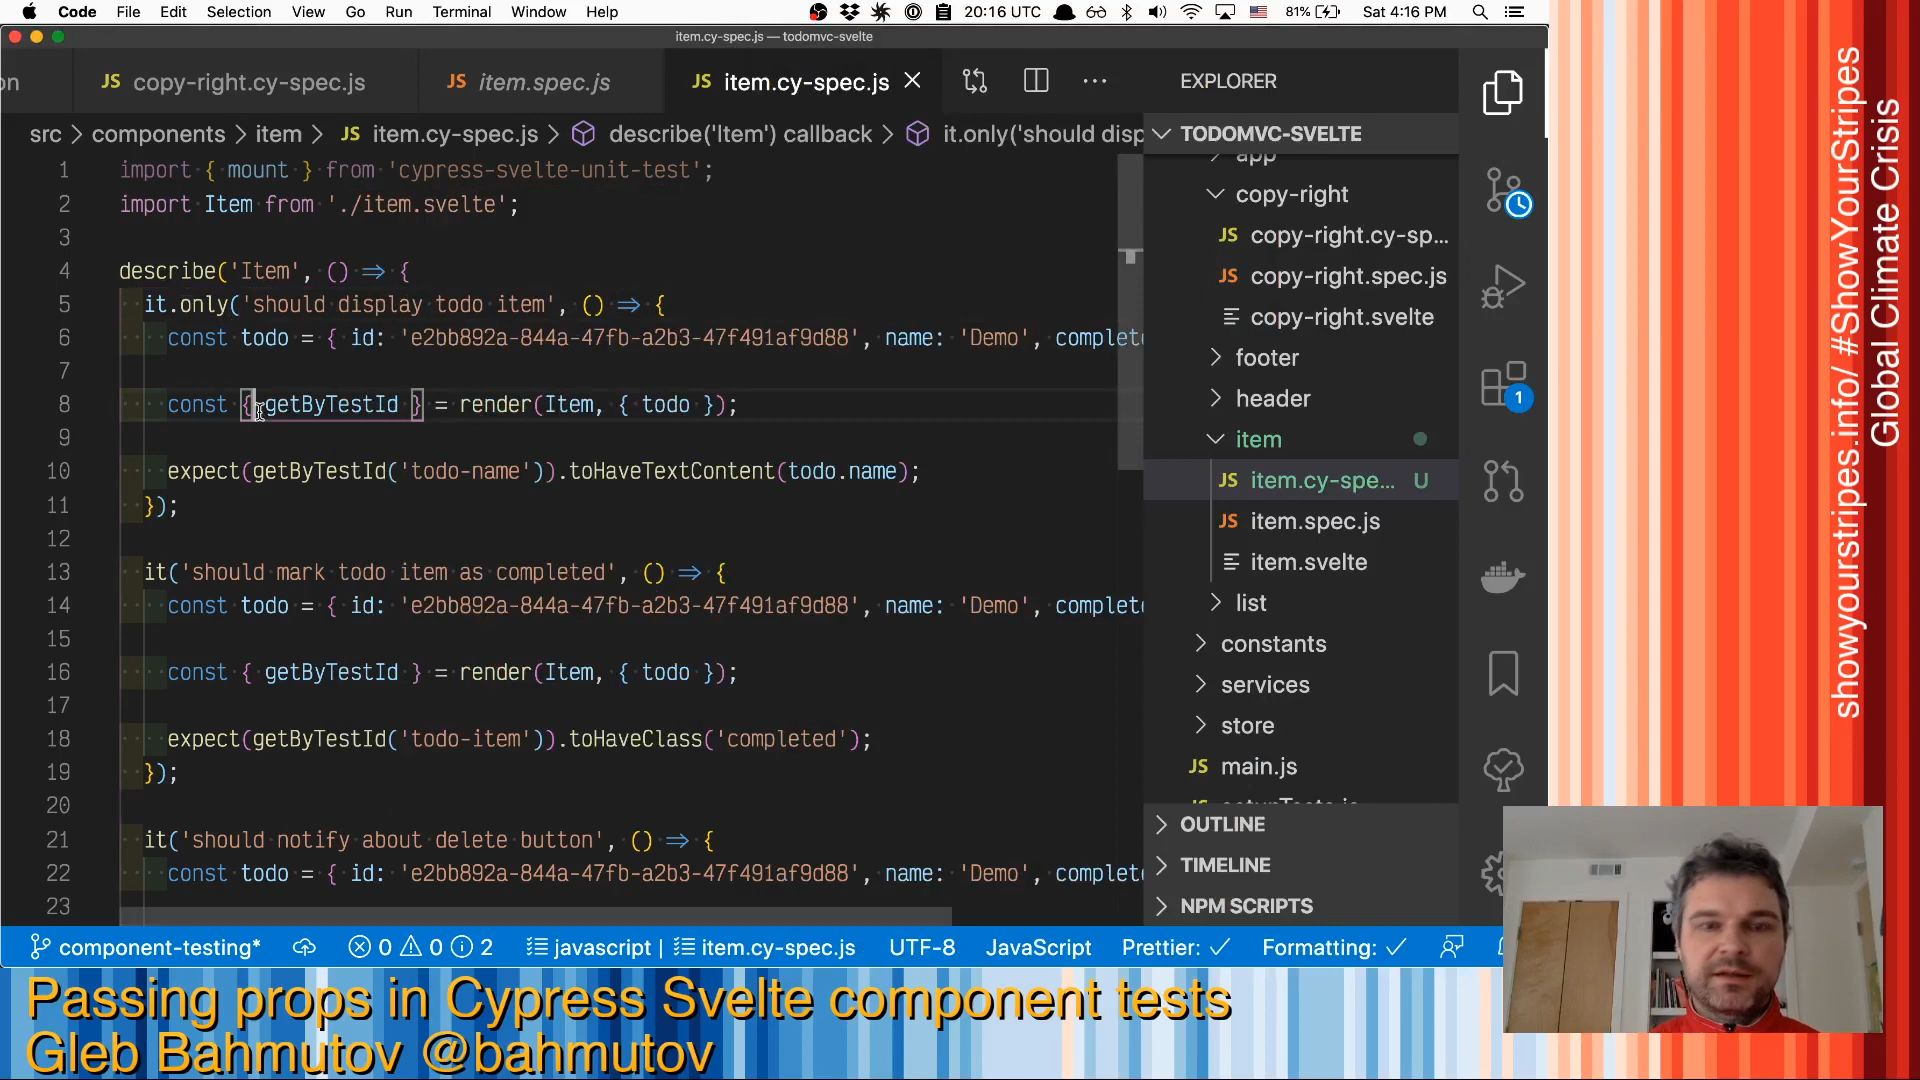 Code File Edit Selection View Go Run Terminal Window Help 20:16 UTC 81% Sat 4:16 PM
item.cy-spec.js — todomvc-svelte
on JS copy-right.cy-spec.js JS item.spec.js JS item.cy-spec.js
src > components > item > JS item.cy-spec.js > describe('Item') callback > it.only('should disp
1 import { mount } from 'cypress-svelte-unit-test';
2 import Item from './item.svelte';
3
4 describe('Item', () => {
5 it.only('should display todo item', () => {
6 const todo = { id: 'e2bb892a-844a-47fb-a2b3-47f491af9d88', name: 'Demo', complete
7
8 const { getByTestId } = render(Item, { todo });
9
10 expect(getByTestId('todo-name')).toHaveTextContent(todo.name);
11 });
12
13 it('should mark todo item as completed', () => {
14 const todo = { id: 'e2bb892a-844a-47fb-a2b3-47f491af9d88', name: 'Demo', complete
15
16 const { getByTestId } = render(Item, { todo });
17
18 expect(getByTestId('todo-item')).toHaveClass('completed');
19 });
20
21 it('should notify about delete button', () => {
22 const todo = { id: 'e2bb892a-844a-47fb-a2b3-47f491af9d88', name: 'Demo', complete
23
EXPLORER
TODOMVC-SVELTE
app
copy-right
JS copy-right.cy-sp...
JS copy-right.spec.js
copy-right.svelte
footer
header
item
JS item.cy-spe... U
JS item.spec.js
item.svelte
list
constants
services
store
JS main.js
OUTLINE
TIMELINE
NPM SCRIPTS
1
component-testing* 0 0 2 javascript | item.cy-spec.js UTF-8 JavaScript Prettier: ✓ Formatting: ✓
showyourstripes.info/ #ShowYourStripes
Global Climate Crisis
Passing props in Cypress Svelte component tests
Gleb Bahmutov @bahmutov